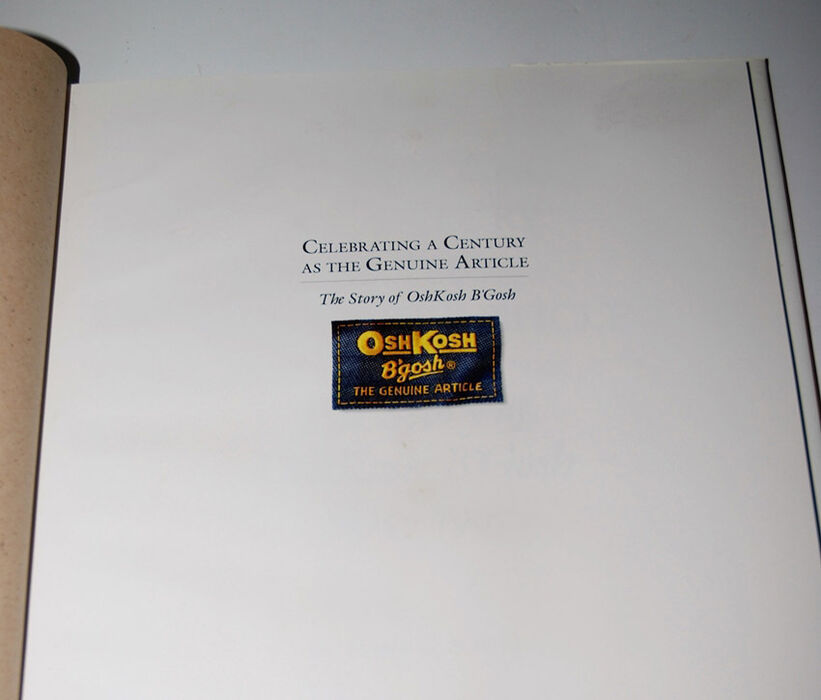 Celebrating a Century
as the Genuine Article
The Story of OshKosh B'Gosh
OshKosh
B'gosh®
THE GENUINE ARTICLE